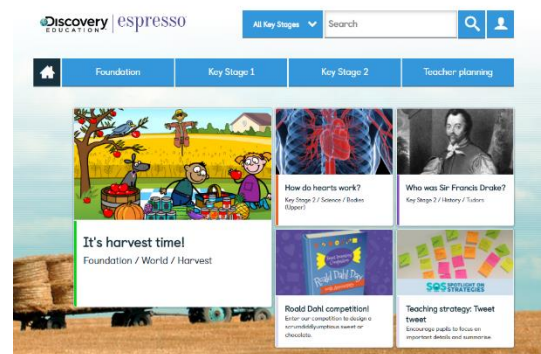 Discovery EDUCATION | espresso
All Key Stages Search
Foundation Key Stage 1 Key Stage 2 Teacher planning
It's harvest time!
Foundation / World / Harvest
How do hearts work?
Key Stage 2 / Science / Bodies
(Upper)
Who was Sir Francis Drake?
Key Stage 2 / History / Tudors
Roald Dahl Day
Roald Dahl competition!
Enter our competition to design a
scrumdiddlyumptious sweet or
chocolate.
SOS SPOTLIGHT ON
STRATEGIES
Teaching strategy: Tweet
tweet
Encourage pupils to focus on
important details and summarise.